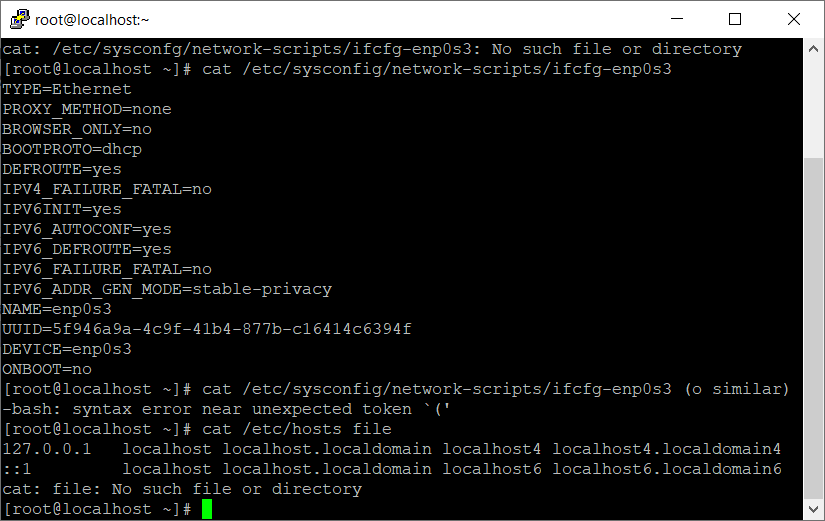 root@localhost:~
cat: /etc/sysconfg/network-scripts/ifcfg-enp0s3: No such file or directory
[root@localhost ~]# cat /etc/sysconfig/network-scripts/ifcfg-enp0s3
TYPE=Ethernet
PROXY_METHOD=none
BROWSER_ONLY=no
BOOTPROTO=dhcp
DEFROUTE=yes
IPV4_FAILURE_FATAL=no
IPV6INIT=yes
IPV6_AUTOCONF=yes
IPV6_DEFROUTE=yes
IPV6_FAILURE_FATAL=no
IPV6_ADDR_GEN_MODE=stable-privacy
NAME=enp0s3
UUID=5f946a9a-4c9f-41b4-877b-c16414c6394f
DEVICE=enp0s3
ONBOOT=no
[root@localhost ~]# cat /etc/sysconfig/network-scripts/ifcfg-enp0s3 (o similar)
-bash: syntax error near unexpected token `('
[root@localhost ~]# cat /etc/hosts file
127.0.0.1   localhost localhost.localdomain localhost4 localhost4.localdomain4
::1         localhost localhost.localdomain localhost6 localhost6.localdomain6
cat: file: No such file or directory
[root@localhost ~]#